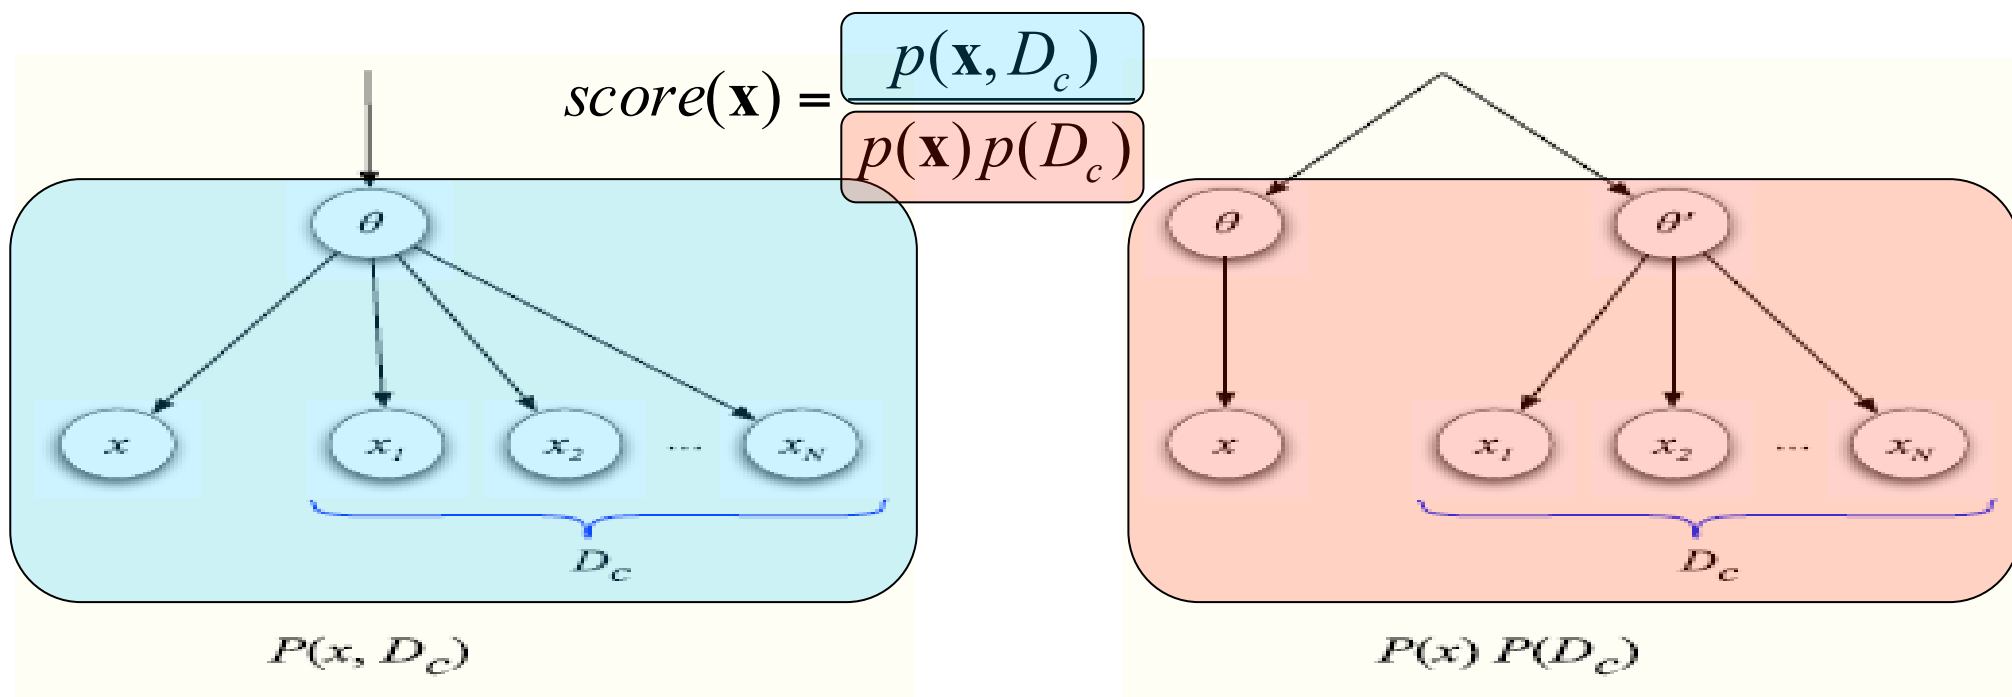 score(x) = p(x, D_c) / p(x) p(D_c)
θ
x x_1 x_2 ... x_N
D_c
P(x, D_c)
θ θ'
x x_1 x_2 ... x_N
D_c
P(x) P(D_c)